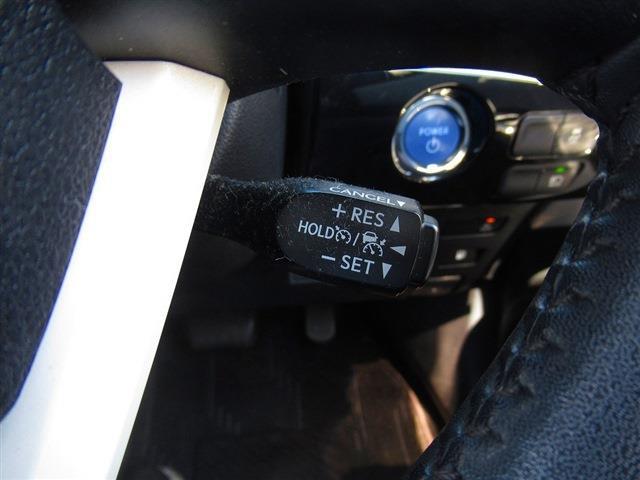 POWER
CANCEL▼
+ RES ▲
HOLD /
− SET ▼